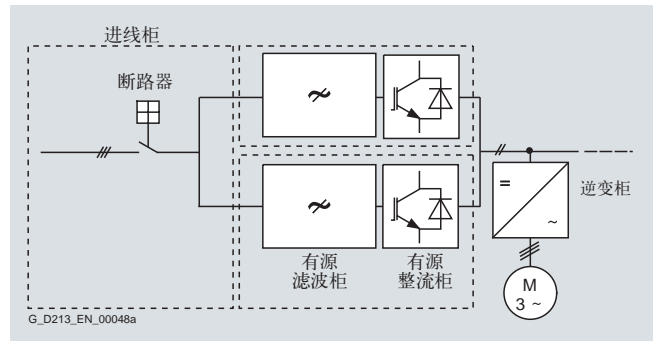 进线柜
断路器
逆变柜
=
~
有源
滤波柜
有源
整流柜
M
3 ~
G_D213_EN_00048a